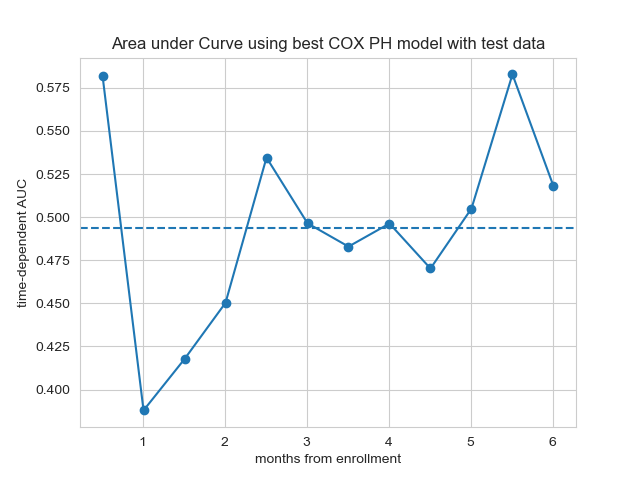 Area under Curve using best COX PH model with test data
time-dependent AUC
0.575
0.550
0.525
0.500
0.475
0.450
0.425
0.400
1 2 3 4 5 6
months from enrollment